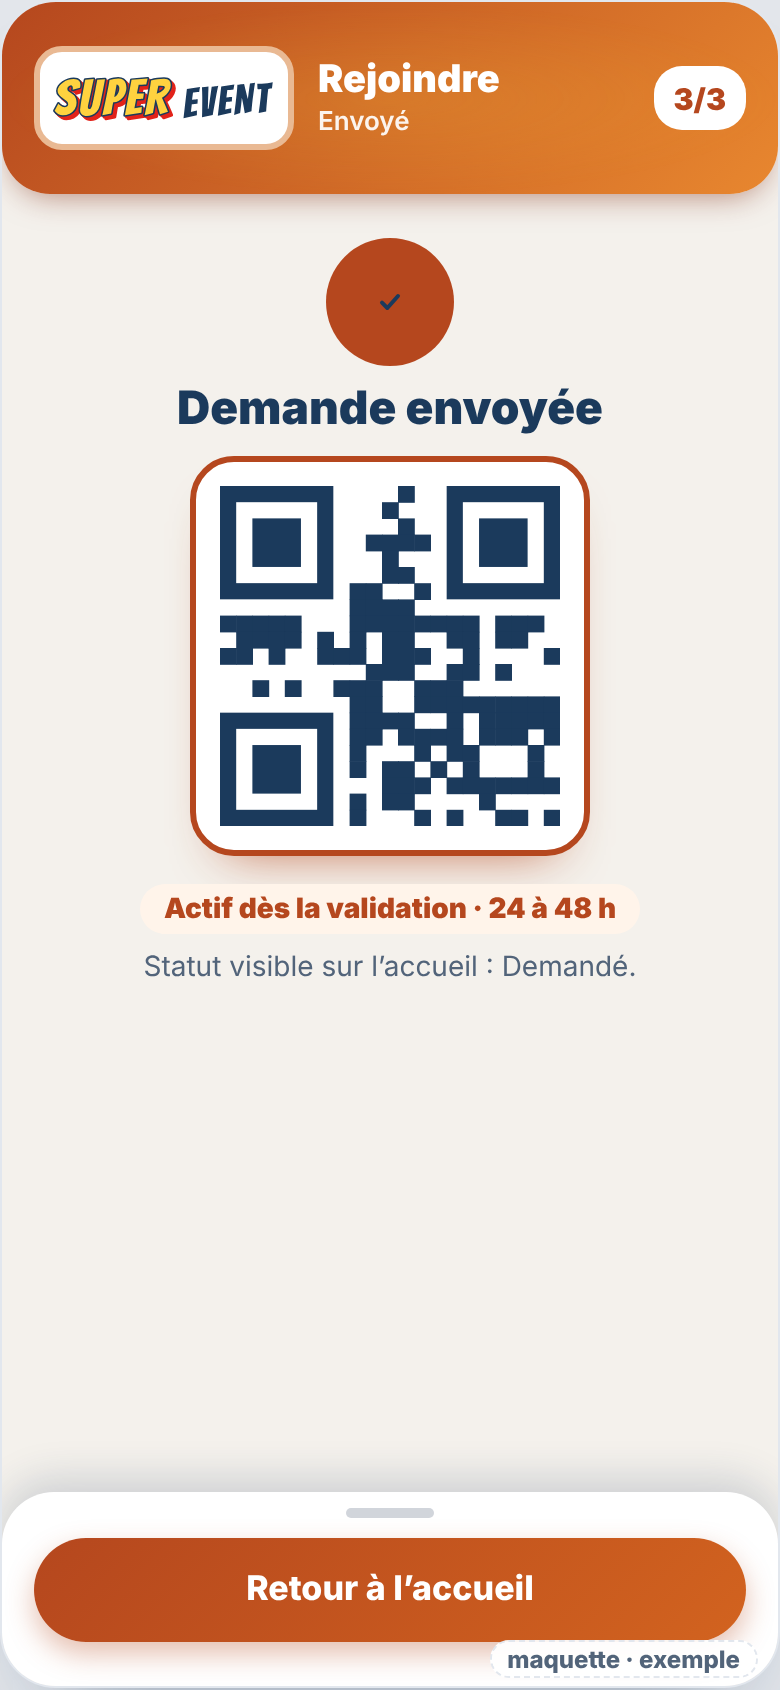 SUPER EVENT
Rejoindre
Envoyé
3/3
Demande envoyée
Actif dès la validation · 24 à 48 h
Statut visible sur l’accueil : Demandé.
Retour à l’accueil
maquette · exemple